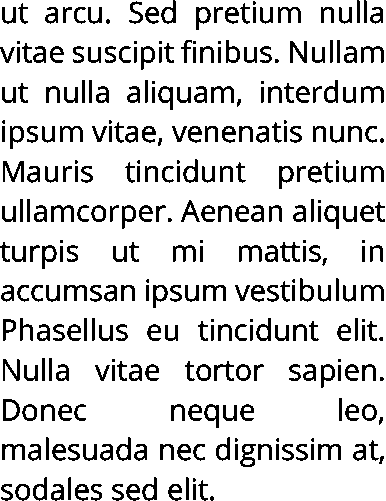 ut arcu. Sed pretium nulla
vitae suscipit finibus. Nullam
ut nulla aliquam, interdum
ipsum vitae, venenatis nunc.
Mauris tincidunt pretium
ullamcorper. Aenean aliquet
turpis ut mi mattis, in
accumsan ipsum vestibulum
Phasellus eu tincidunt elit.
Nulla vitae tortor sapien.
Donec neque leo,
malesuada nec dignissim at,
sodales sed elit.